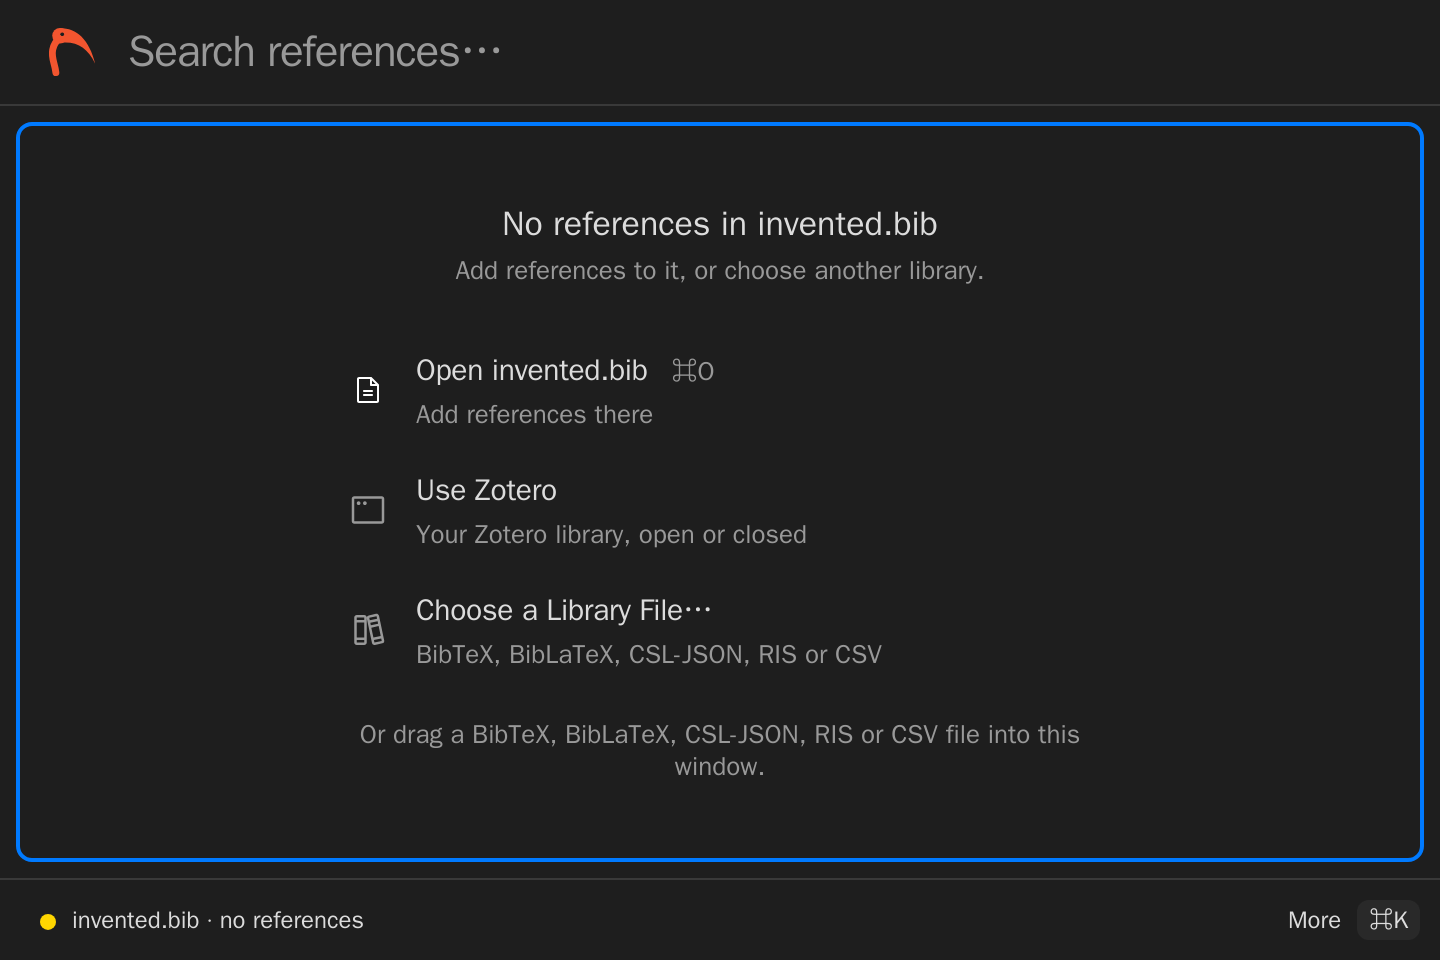 Search references…
No references in invented.bib
Add references to it, or choose another library.
Open invented.bib ⌘O
Add references there
Use Zotero
Your Zotero library, open or closed
Choose a Library File…
BibTeX, BibLaTeX, CSL-JSON, RIS or CSV
Or drag a BibTeX, BibLaTeX, CSL-JSON, RIS or CSV file into this
window.
invented.bib · no references
More ⌘K